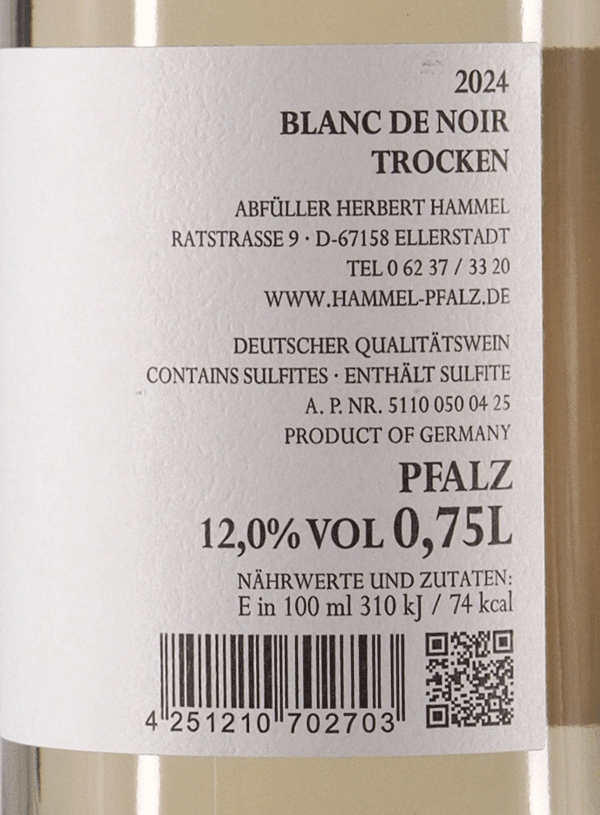 2024
BLANC DE NOIR
TROCKEN
ABFÜLLER HERBERT HAMMEL
RATSTRASSE 9 · D-67158 ELLERSTADT
TEL 0 62 37 / 33 20
WWW.HAMMEL-PFALZ.DE
DEUTSCHER QUALITÄTSWEIN
CONTAINS SULFITES · ENTHÄLT SULFITE
A. P. NR. 5110 050 04 25
PRODUCT OF GERMANY
PFALZ
12,0% VOL 0,75L
NÄHRWERTE UND ZUTATEN:
E in 100 ml 310 kJ / 74 kcal
4 251210 702703